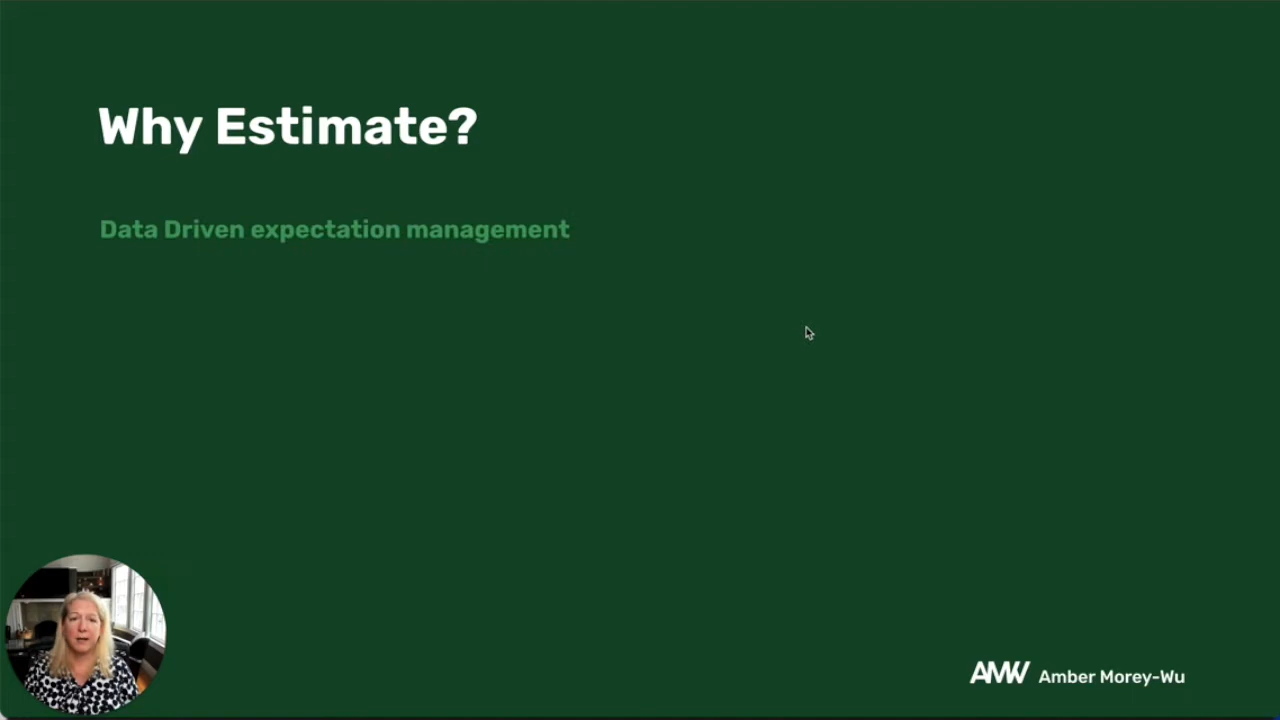 Why Estimate?
Data Driven expectation management
AMW Amber Morey-Wu